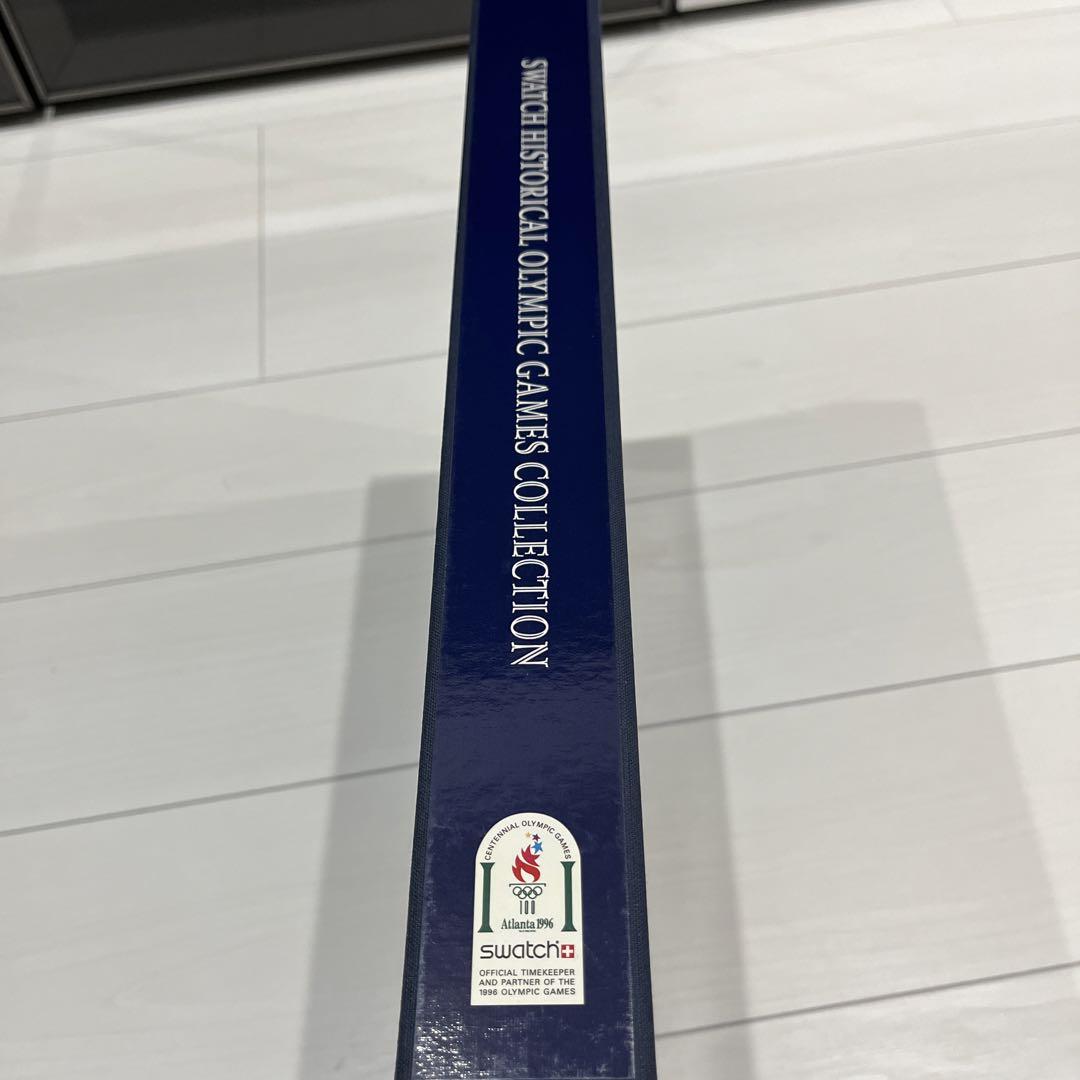 SWATCH HISTORICAL OLYMPIC GAMES COLLECTION
CENTENNIAL OLYMPIC GAMES
100
Atlanta 1996
swatch
OFFICIAL TIMEKEEPER
AND PARTNER OF THE
1996 OLYMPIC GAMES